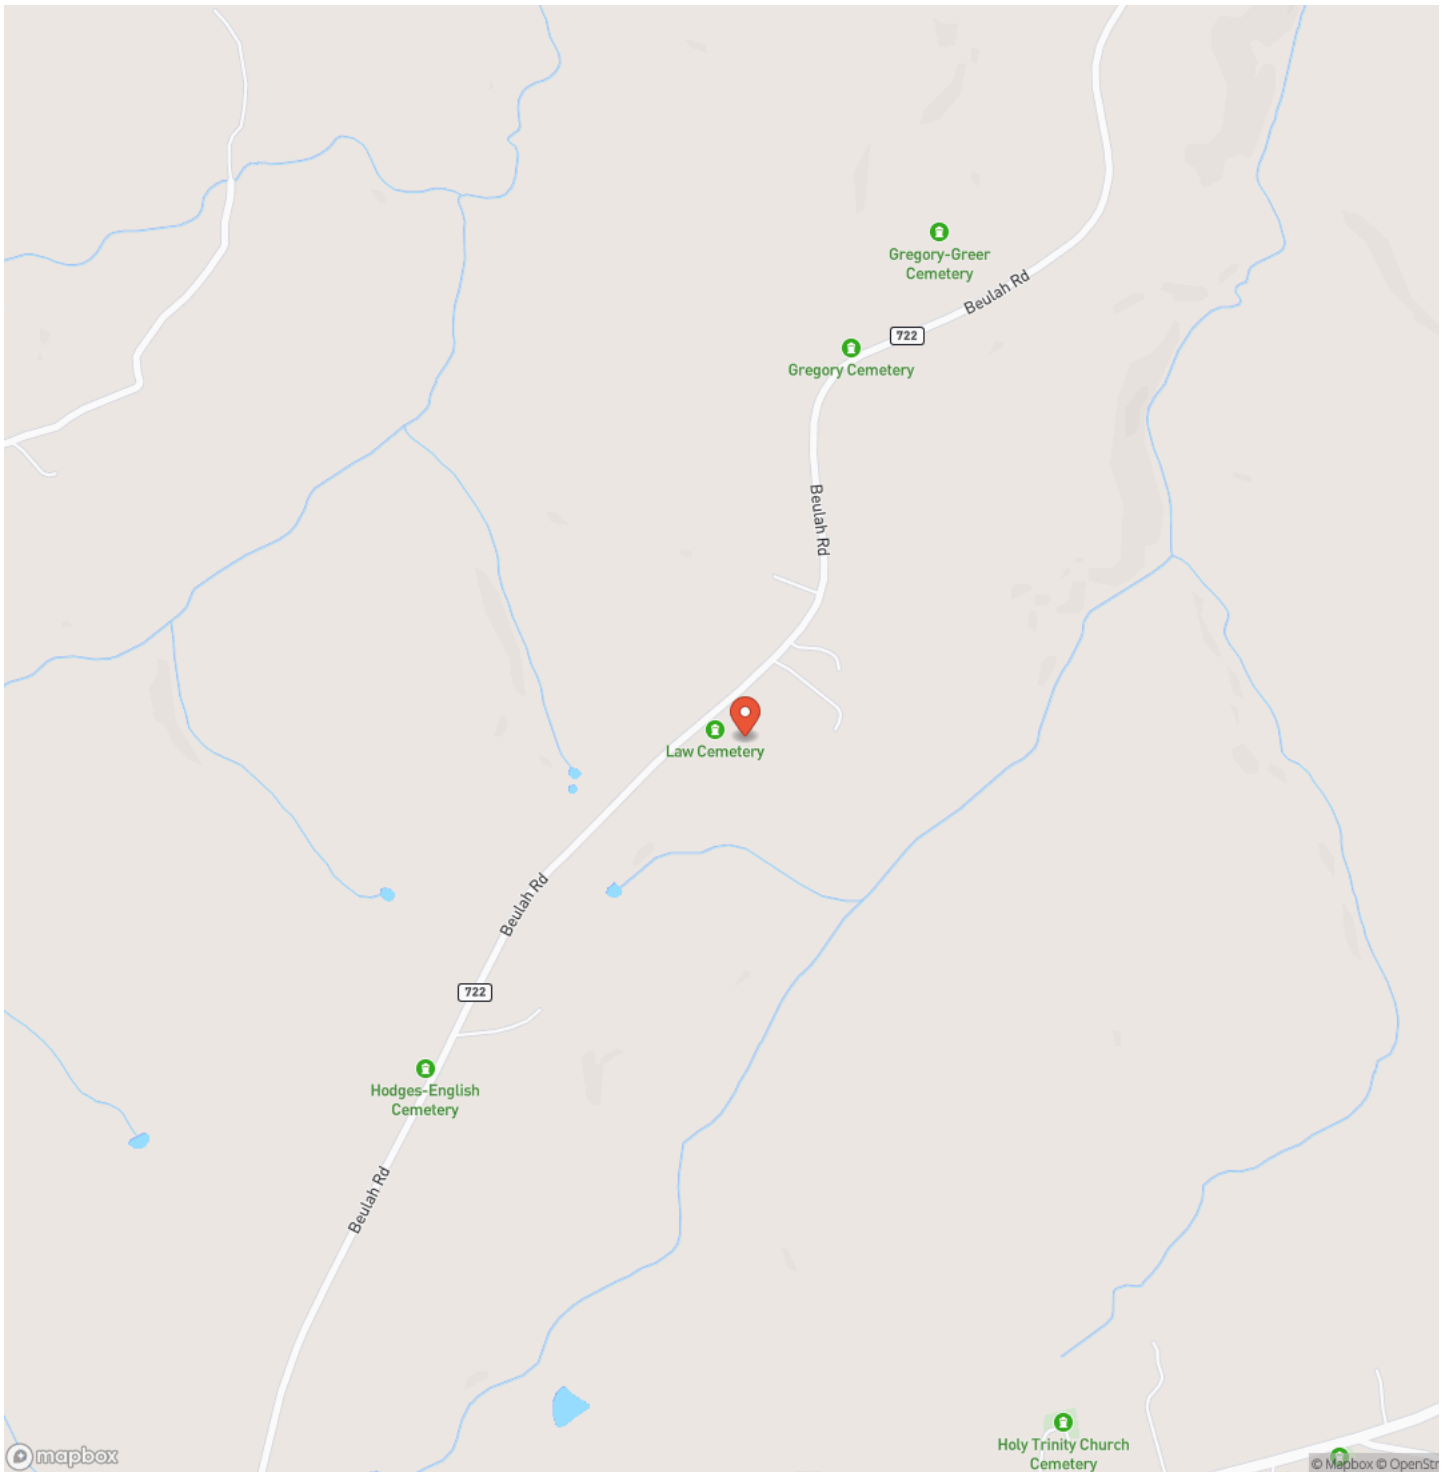 Gregory-Greer
Cemetery
Beulah Rd
722
Gregory Cemetery
Beulah Rd
Law Cemetery
Beulah Rd
722
Hodges-English
Cemetery
Beulah Rd
Holy Trinity Church
Cemetery
mapbox
© Mapbox © OpenStr